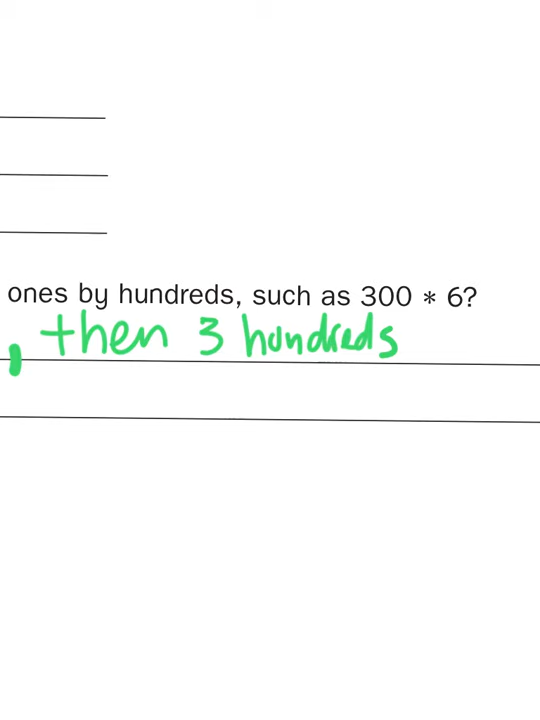 ones by hundreds, such as 300 * 6?
, then 3 hundreds